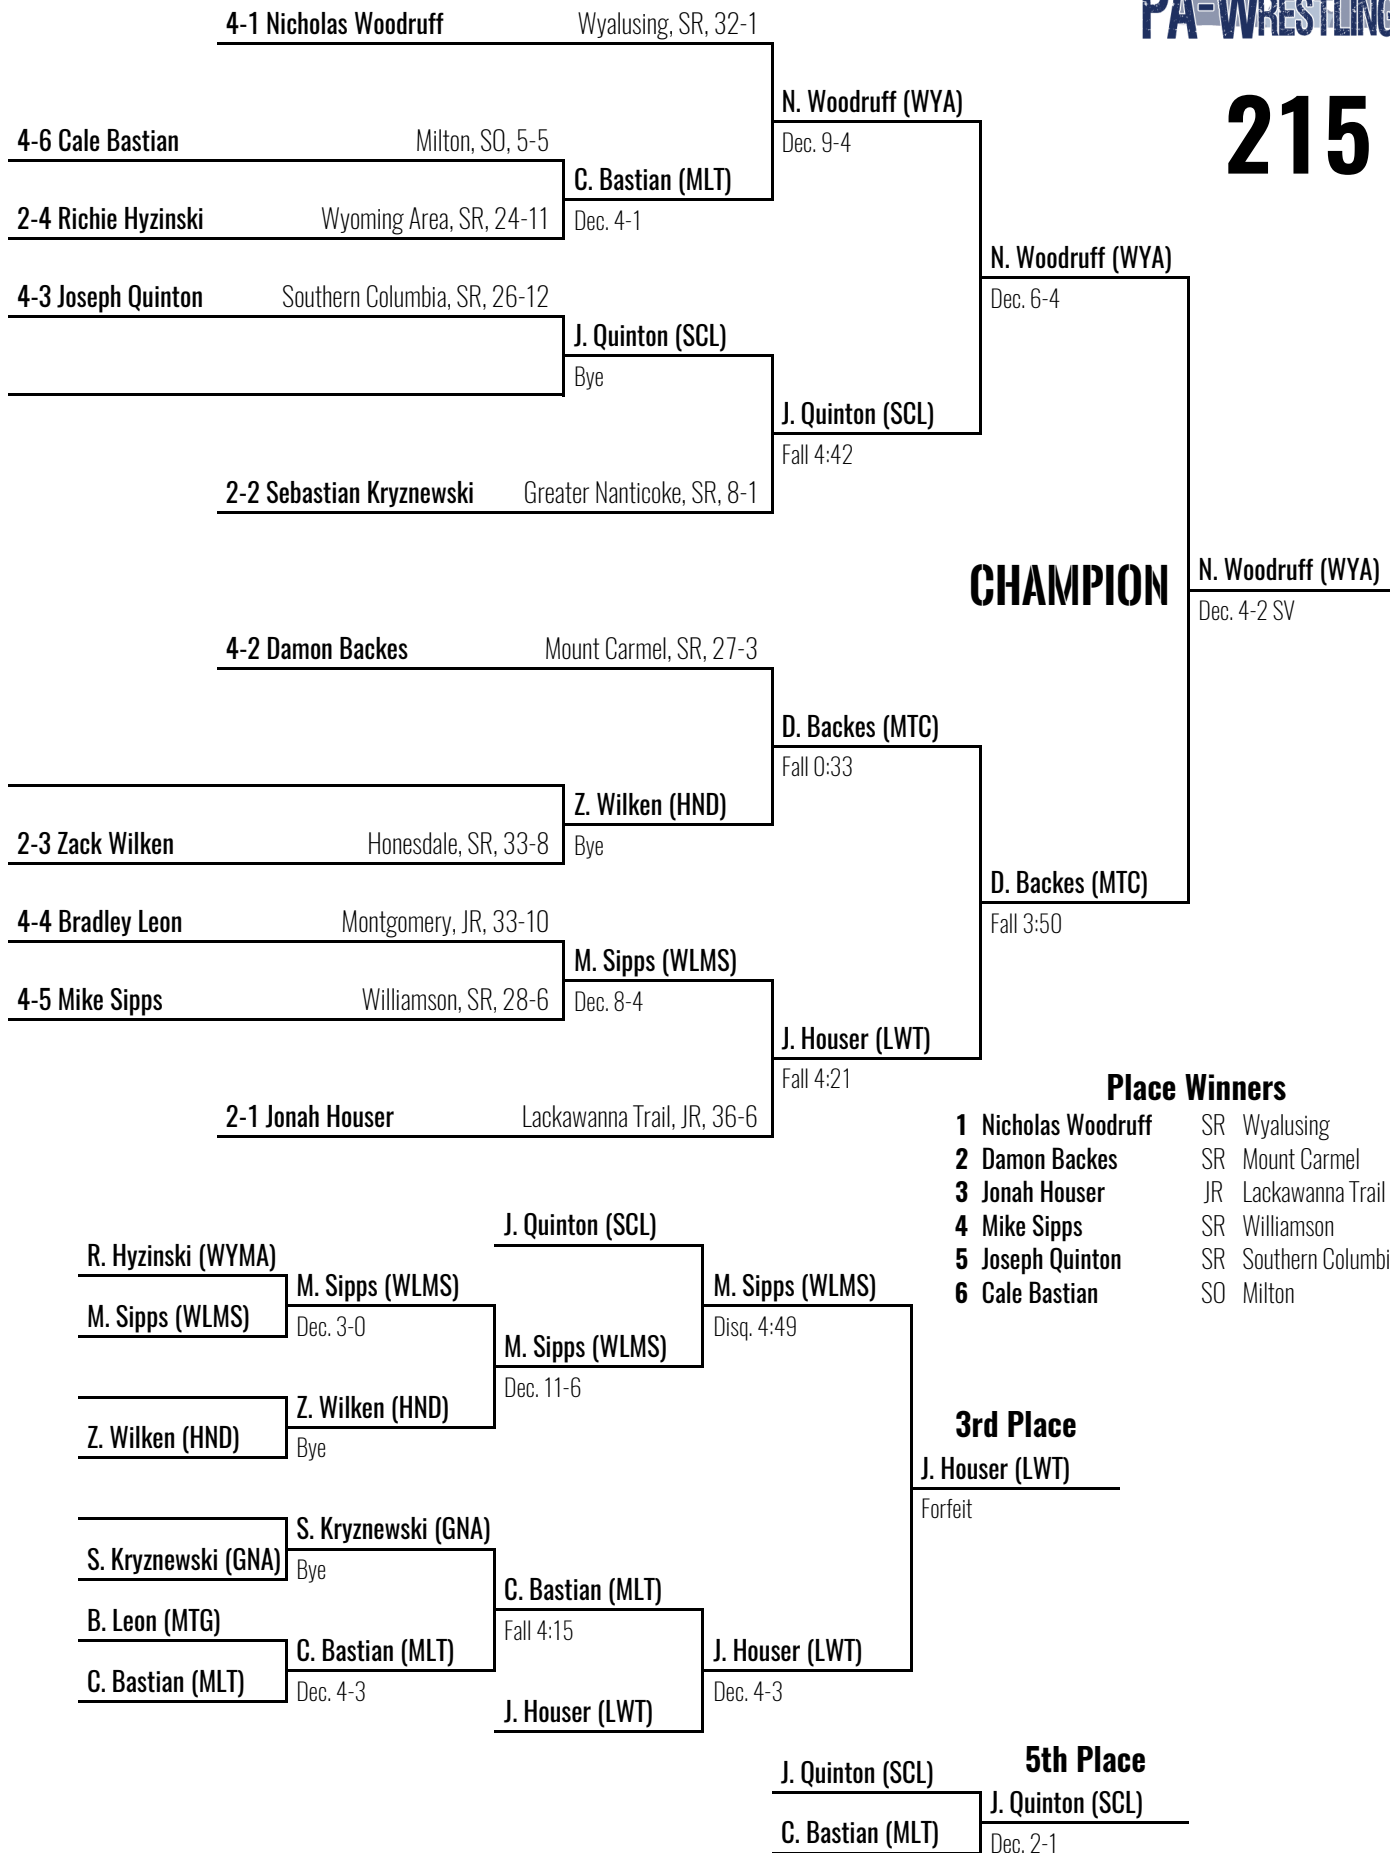 PA-WRESTLING
215
4-1 Nicholas Woodruff Wyalusing, SR, 32-1
N. Woodruff (WYA)
Dec. 9-4
4-6 Cale Bastian Milton, SO, 5-5
C. Bastian (MLT)
Dec. 4-1
2-4 Richie Hyzinski Wyoming Area, SR, 24-11
N. Woodruff (WYA)
Dec. 6-4
4-3 Joseph Quinton Southern Columbia, SR, 26-12
J. Quinton (SCL)
Bye
J. Quinton (SCL)
Fall 4:42
2-2 Sebastian Kryznewski Greater Nanticoke, SR, 8-1
CHAMPION
N. Woodruff (WYA)
Dec. 4-2 SV
4-2 Damon Backes Mount Carmel, SR, 27-3
D. Backes (MTC)
Fall 0:33
Z. Wilken (HND)
Bye
2-3 Zack Wilken Honesdale, SR, 33-8
D. Backes (MTC)
Fall 3:50
4-4 Bradley Leon Montgomery, JR, 33-10
M. Sipps (WLMS)
Dec. 8-4
4-5 Mike Sipps Williamson, SR, 28-6
J. Houser (LWT)
Fall 4:21
2-1 Jonah Houser Lackawanna Trail, JR, 36-6
Place Winners
1 Nicholas Woodruff SR Wyalusing
2 Damon Backes SR Mount Carmel
3 Jonah Houser JR Lackawanna Trail
4 Mike Sipps SR Williamson
5 Joseph Quinton SR Southern Columbi
6 Cale Bastian SO Milton
J. Quinton (SCL)
R. Hyzinski (WYMA)
M. Sipps (WLMS)
Dec. 3-0
M. Sipps (WLMS)
M. Sipps (WLMS)
Disq. 4:49
M. Sipps (WLMS)
Dec. 11-6
Z. Wilken (HND)
Bye
Z. Wilken (HND)
3rd Place
J. Houser (LWT)
Forfeit
S. Kryznewski (GNA)
Bye
S. Kryznewski (GNA)
C. Bastian (MLT)
Fall 4:15
B. Leon (MTG)
C. Bastian (MLT)
Dec. 4-3
C. Bastian (MLT)
J. Houser (LWT)
Dec. 4-3
J. Houser (LWT)
5th Place
J. Quinton (SCL)
J. Quinton (SCL)
Dec. 2-1
C. Bastian (MLT)